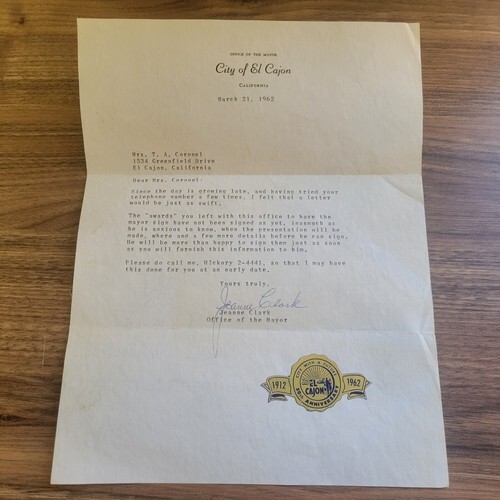 OFFICE OF THE MAYOR
City of El Cajon
CALIFORNIA
March 21, 1962
Mrs. T. A. Coronel
1534 Greenfield Drive
El Cajon, California
Dear Mrs. Coronel:
Since the day is growing late, and having tried your
telephone number a few times, I felt that a letter
would be just as swift.
The "awards" you left with this office to have the
mayor sign have not been signed as yet, inasmuch as
he is anxious to know, when the presentation will be
made, where and a few more details before he can sign.
He will be more than happy to sign them just as soon
as you will furnish this information to him.
Please do call me, HIckory 2-4441, so that I may have
this done for you at an early date.
Yours truly,
Jeanne Clark
Jeanne Clark
Office of the Mayor
CITY WITH A FUTURE
1912
EL CAJON
1962
50th ANNIVERSARY